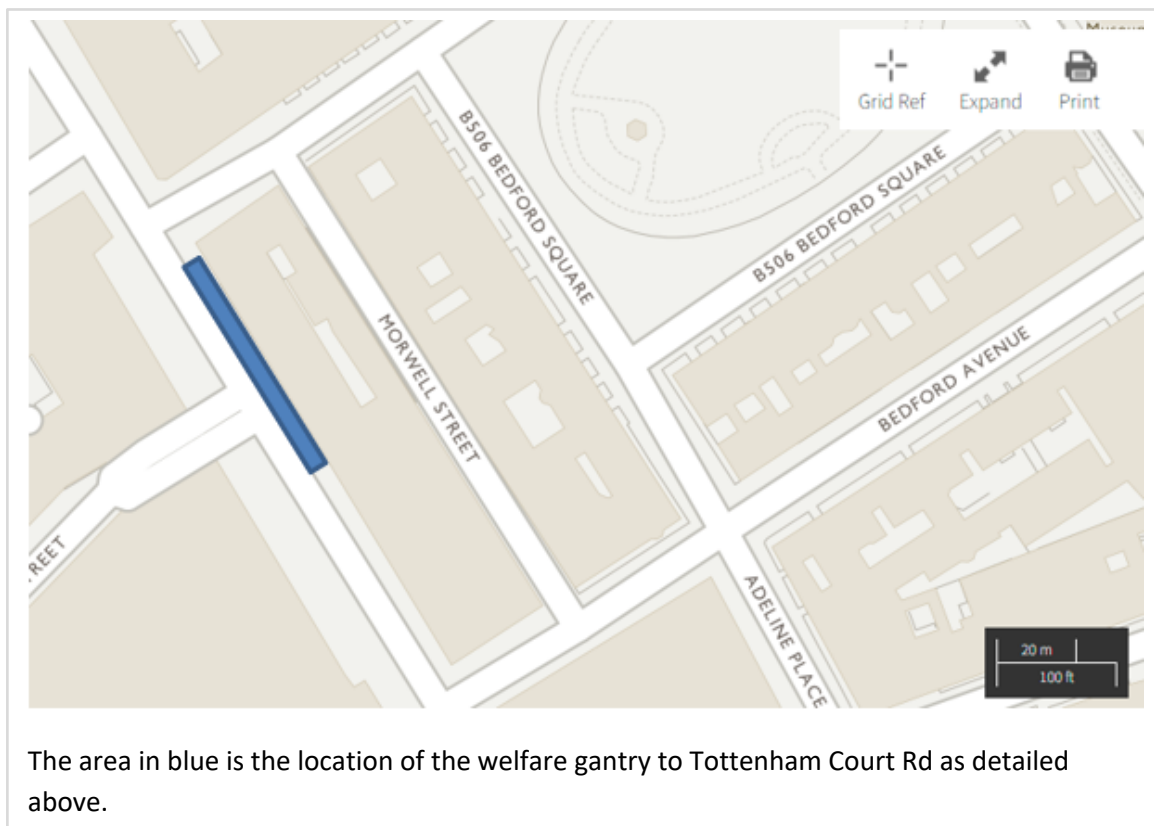 Museum
Grid Ref
Expand
Print
B506 BEDFORD SQUARE
B506 BEDFORD SQUARE
MORWELL STREET
BEDFORD AVENUE
REET
ADELINE PLACE
20 m
100 ft
The area in blue is the location of the welfare gantry to Tottenham Court Rd as detailed
above.